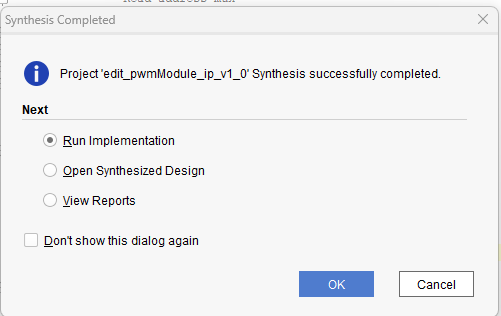 Synthesis Completed
Project 'edit_pwmModule_ip_v1_0' Synthesis successfully completed.
Next
Run Implementation
Open Synthesized Design
View Reports
Don't show this dialog again
OK
Cancel